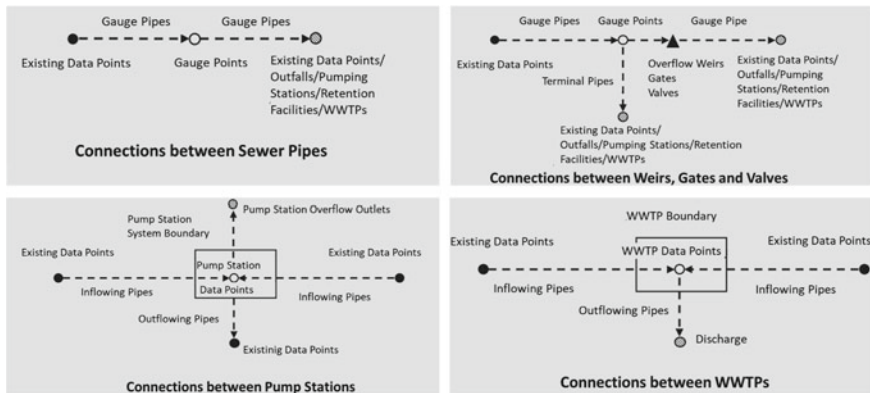 Gauge Pipes
Gauge Pipes
Existing Data Points
Gauge Points
Existing Data Points/
Outfalls/Pumping
Stations/Retention
Facilities/WWTPs
Connections between Sewer Pipes
Gauge Pipes
Gauge Points
Gauge Pipe
Existing Data Points
Terminal Pipes
Overflow Weirs
Gates
Valves
Existing Data Points/
Outfalls/Pumping
Stations/Retention
Facilities/WWTPs
Existing Data Points/
Outfalls/Pumping Stations/Retention
Facilities/WWTPs
Connections between Weirs, Gates and Valves
Pump Station Overflow Outlets
Pump Station
System Boundary
Existing Data Points
Existing Data Points
Pump Station
Data Points
Inflowing Pipes
Inflowing Pipes
Outflowing Pipes
Existinig Data Points
Connections between Pump Stations
WWTP Boundary
Existing Data Points
Existing Data Points
WWTP Data Points
Inflowing Pipes
Inflowing Pipes
Outflowing Pipes
Discharge
Connections between WWTPs